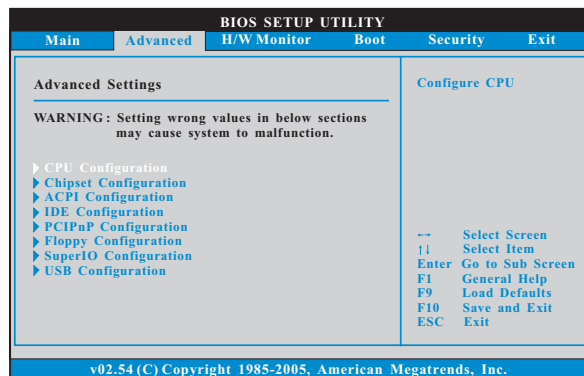 BIOS SETUP UTILITY
Main Advanced H/W Monitor Boot Security Exit
Advanced Settings
WARNING : Setting wrong values in below sections
may cause system to malfunction.
CPU Configuration
Chipset Configuration
ACPI Configuration
IDE Configuration
PCIPnP Configuration
Floppy Configuration
SuperIO Configuration
USB Configuration
Configure CPU
←→ Select Screen
↑↓ Select Item
Enter Go to Sub Screen
F1 General Help
F9 Load Defaults
F10 Save and Exit
ESC Exit
v02.54 (C) Copyright 1985-2005, American Megatrends, Inc.